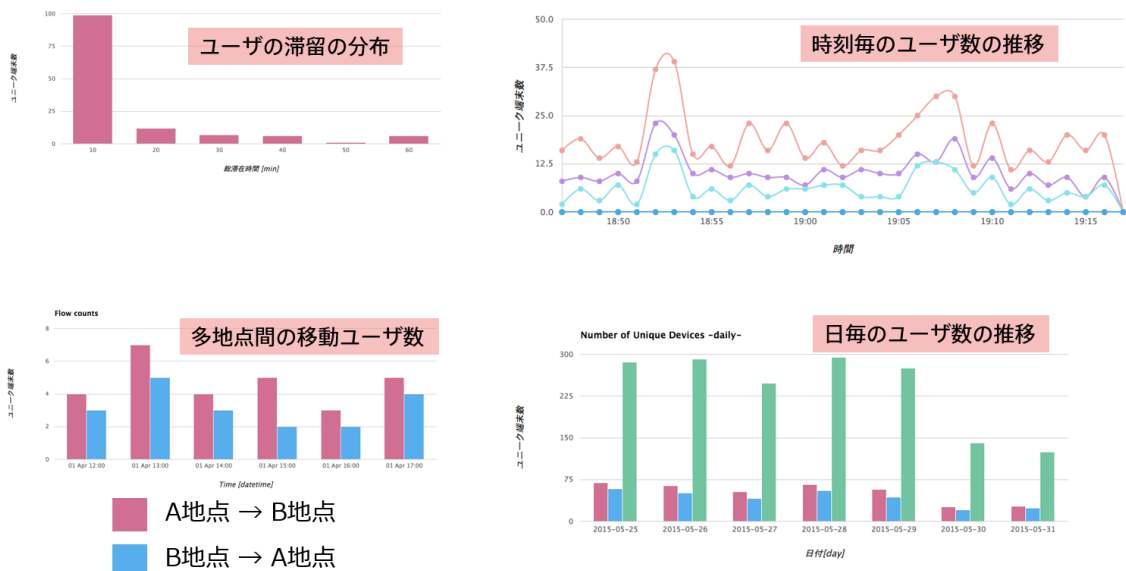 ユーザの滞留の分布
100
75
50
25
0
ユニーク端末数
10 20 30 40 50 60
総滞在時間 [min]
時刻毎のユーザ数の推移
50.0
37.5
25.0
12.5
0.0
ユニーク端末数
18:50 18:55 19:00 19:05 19:10 19:15
時間
Flow counts
多地点間の移動ユーザ数
8
6
4
2
0
ユニーク端末数
01 Apr 12:00 01 Apr 13:00 01 Apr 14:00 01 Apr 15:00 01 Apr 16:00 01 Apr 17:00
Time [datetime]
A地点 → B地点
B地点 → A地点
Number of Unique Devices -daily-
日毎のユーザ数の推移
300
225
150
75
0
ユニーク端末数
2015-05-25 2015-05-26 2015-05-27 2015-05-28 2015-05-29 2015-05-30 2015-05-31
日付[day]